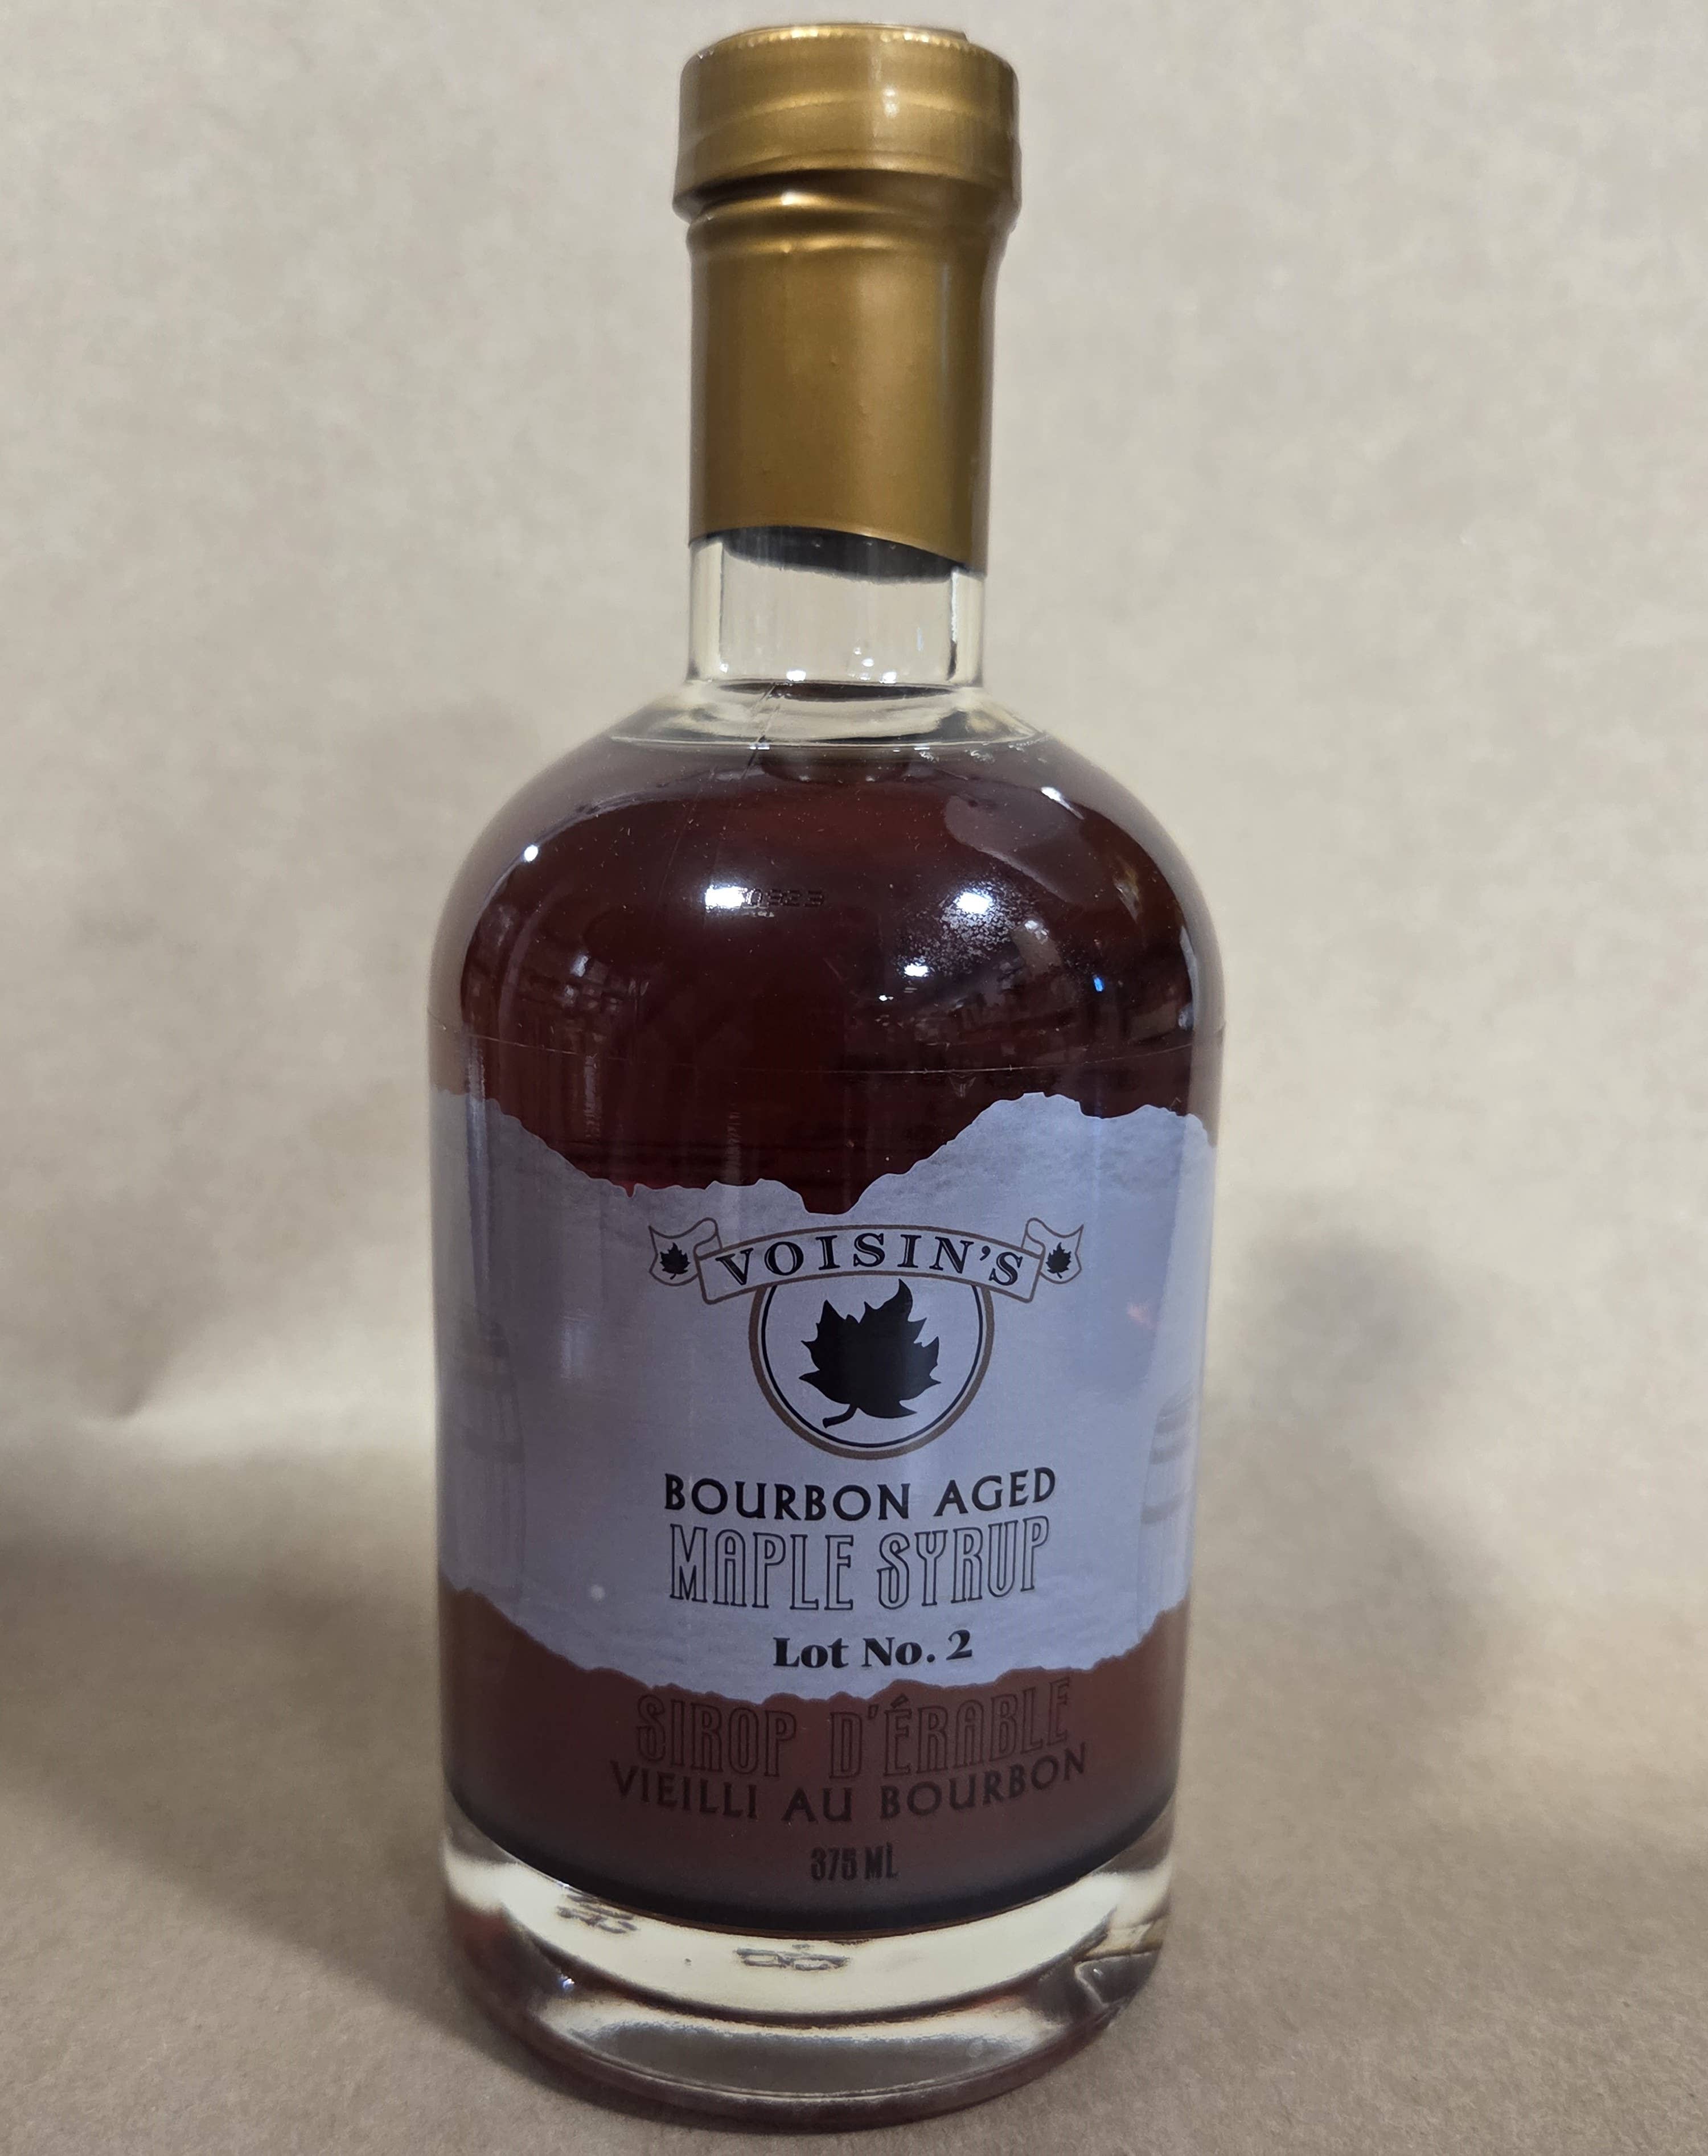 VOISIN'S
BOURBON AGED
MAPLE SYRUP
Lot No. 2
SIROP D'ÉRABLE
VIEILLI AU BOURBON
375 ML